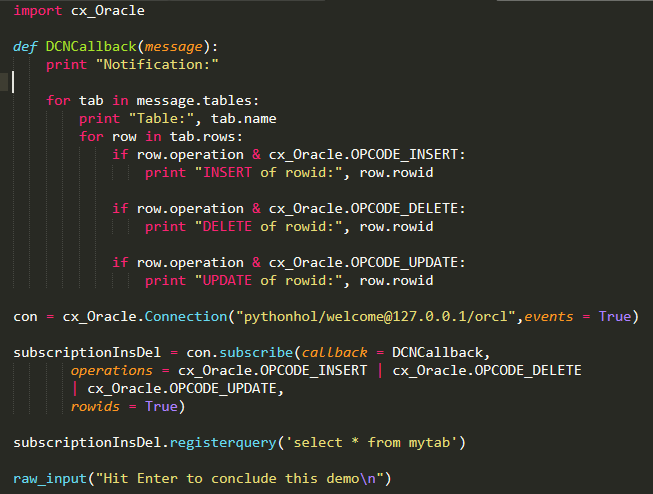 import cx_Oracle
def DCNCallback(message):
    print "Notification:"
    for tab in message.tables:
        print "Table:", tab.name
        for row in tab.rows:
            if row.operation & cx_Oracle.OPCODE_INSERT:
                print "INSERT of rowid:", row.rowid
            if row.operation & cx_Oracle.OPCODE_DELETE:
                print "DELETE of rowid:", row.rowid
            if row.operation & cx_Oracle.OPCODE_UPDATE:
                print "UPDATE of rowid:", row.rowid
con = cx_Oracle.Connection("pythonhol/welcome@127.0.0.1/orcl",events = True)
subscriptionInsDel = con.subscribe(callback = DCNCallback,
       operations = cx_Oracle.OPCODE_INSERT | cx_Oracle.OPCODE_DELETE
       | cx_Oracle.OPCODE_UPDATE,
       rowids = True)
subscriptionInsDel.registerquery('select * from mytab')
raw_input("Hit Enter to conclude this demo\n")